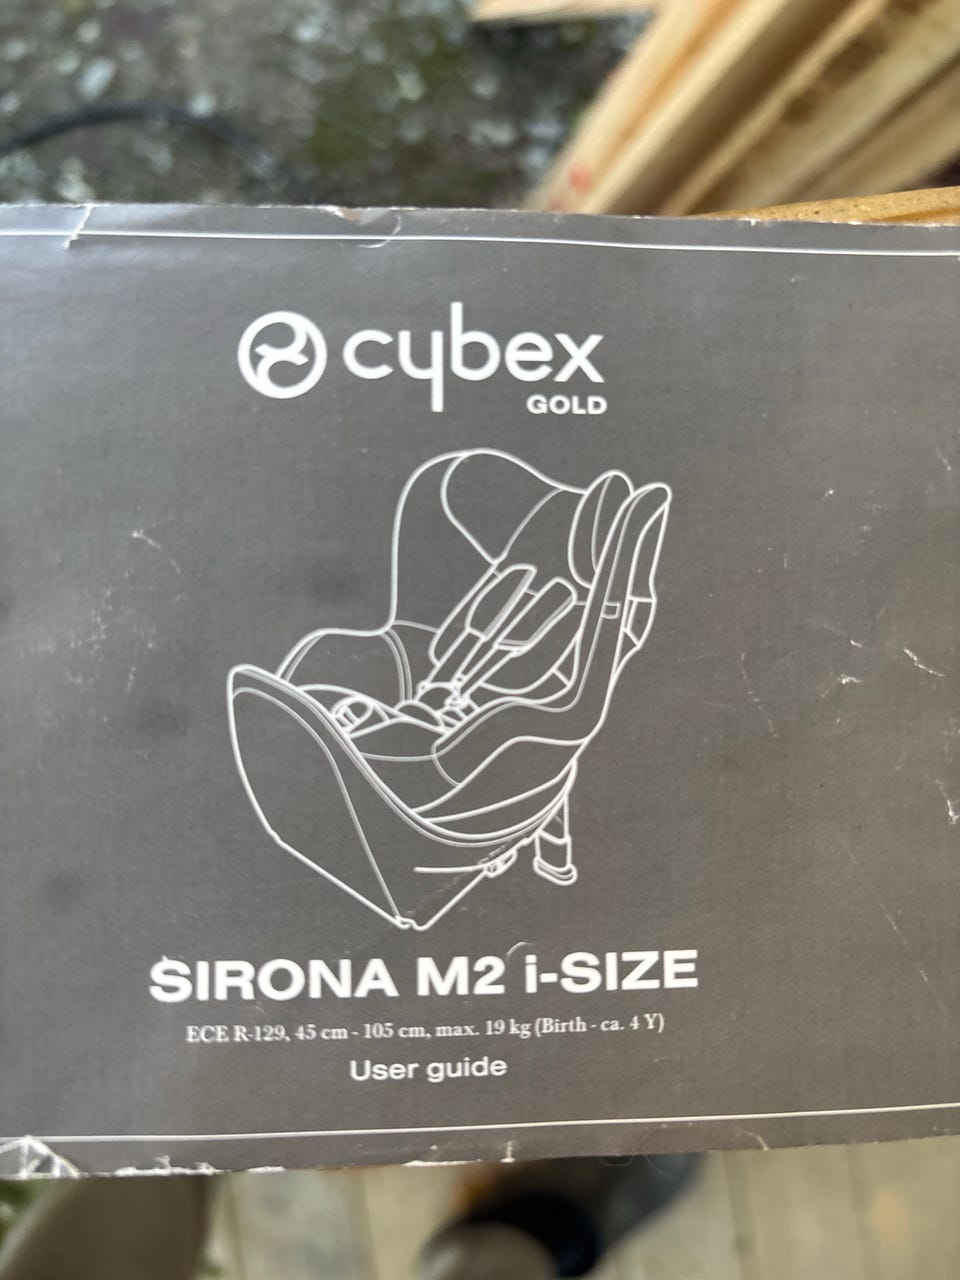 cybex
GOLD
SIRONA M2 i-SIZE
ECE R-129, 45 cm - 105 cm, max. 19 kg (Birth - ca. 4 Y)
User guide